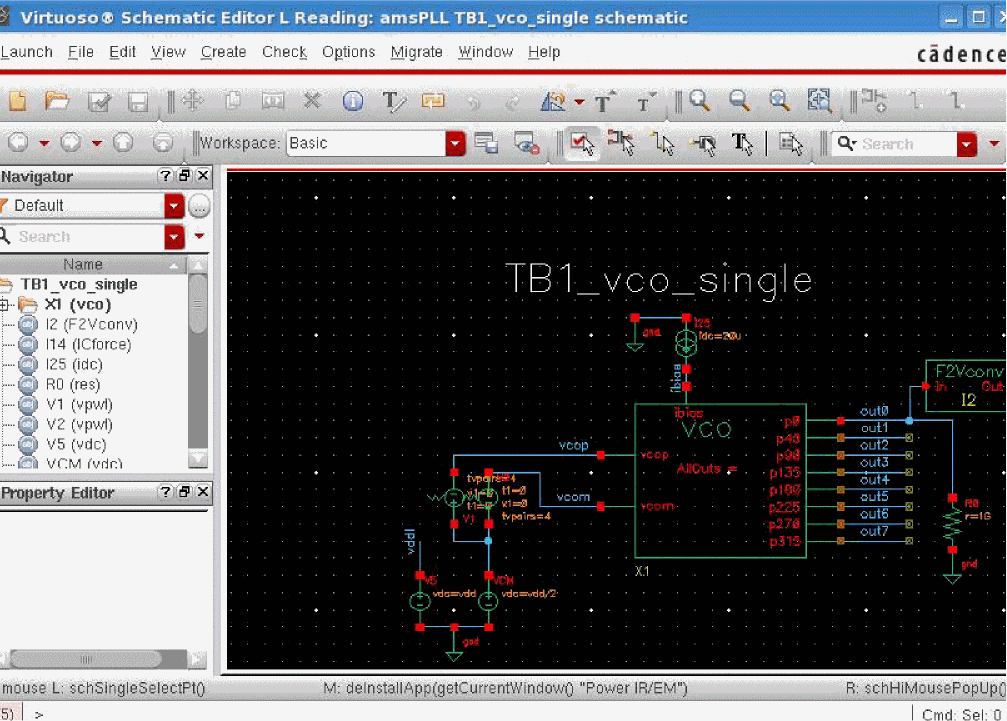 Virtuoso® Schematic Editor L Reading: amsPLL TB1_vco_single schematic
Launch File Edit View Create Check Options Migrate Window Help
cādence
Workspace: Basic
Search
Navigator
Default
Search
Name
TB1_vco_single
X1 (vco)
I2 (F2Vconv)
I14 (ICforce)
I25 (idc)
R0 (res)
V1 (vpwl)
V2 (vpwl)
V5 (vdc)
VCM (vdc)
Property Editor
TB1_vco_single
I25
gnd
idc=20u
ibias
ibias
VCO
AllCuts =
vcop
vcop
vcom
vcom
p0
p45
p90
p135
p180
p225
p270
p315
out0
out1
out2
out3
out4
out5
out6
out7
F2Vconv
In
Out
I2
R0
r=1G
gnd
X1
tvpairs=4
t1=0
v1=0
tvpairs=4
V1
vddl
V5
vdc=vdd
VCM
vdc=vdd/2
gnd
mouse L: schSingleSelectPt()
M: deInstallApp(getCurrentWindow() "Power IR/EM")
R: schHiMousePopUp()
5) >
Cmd: Sel: 0